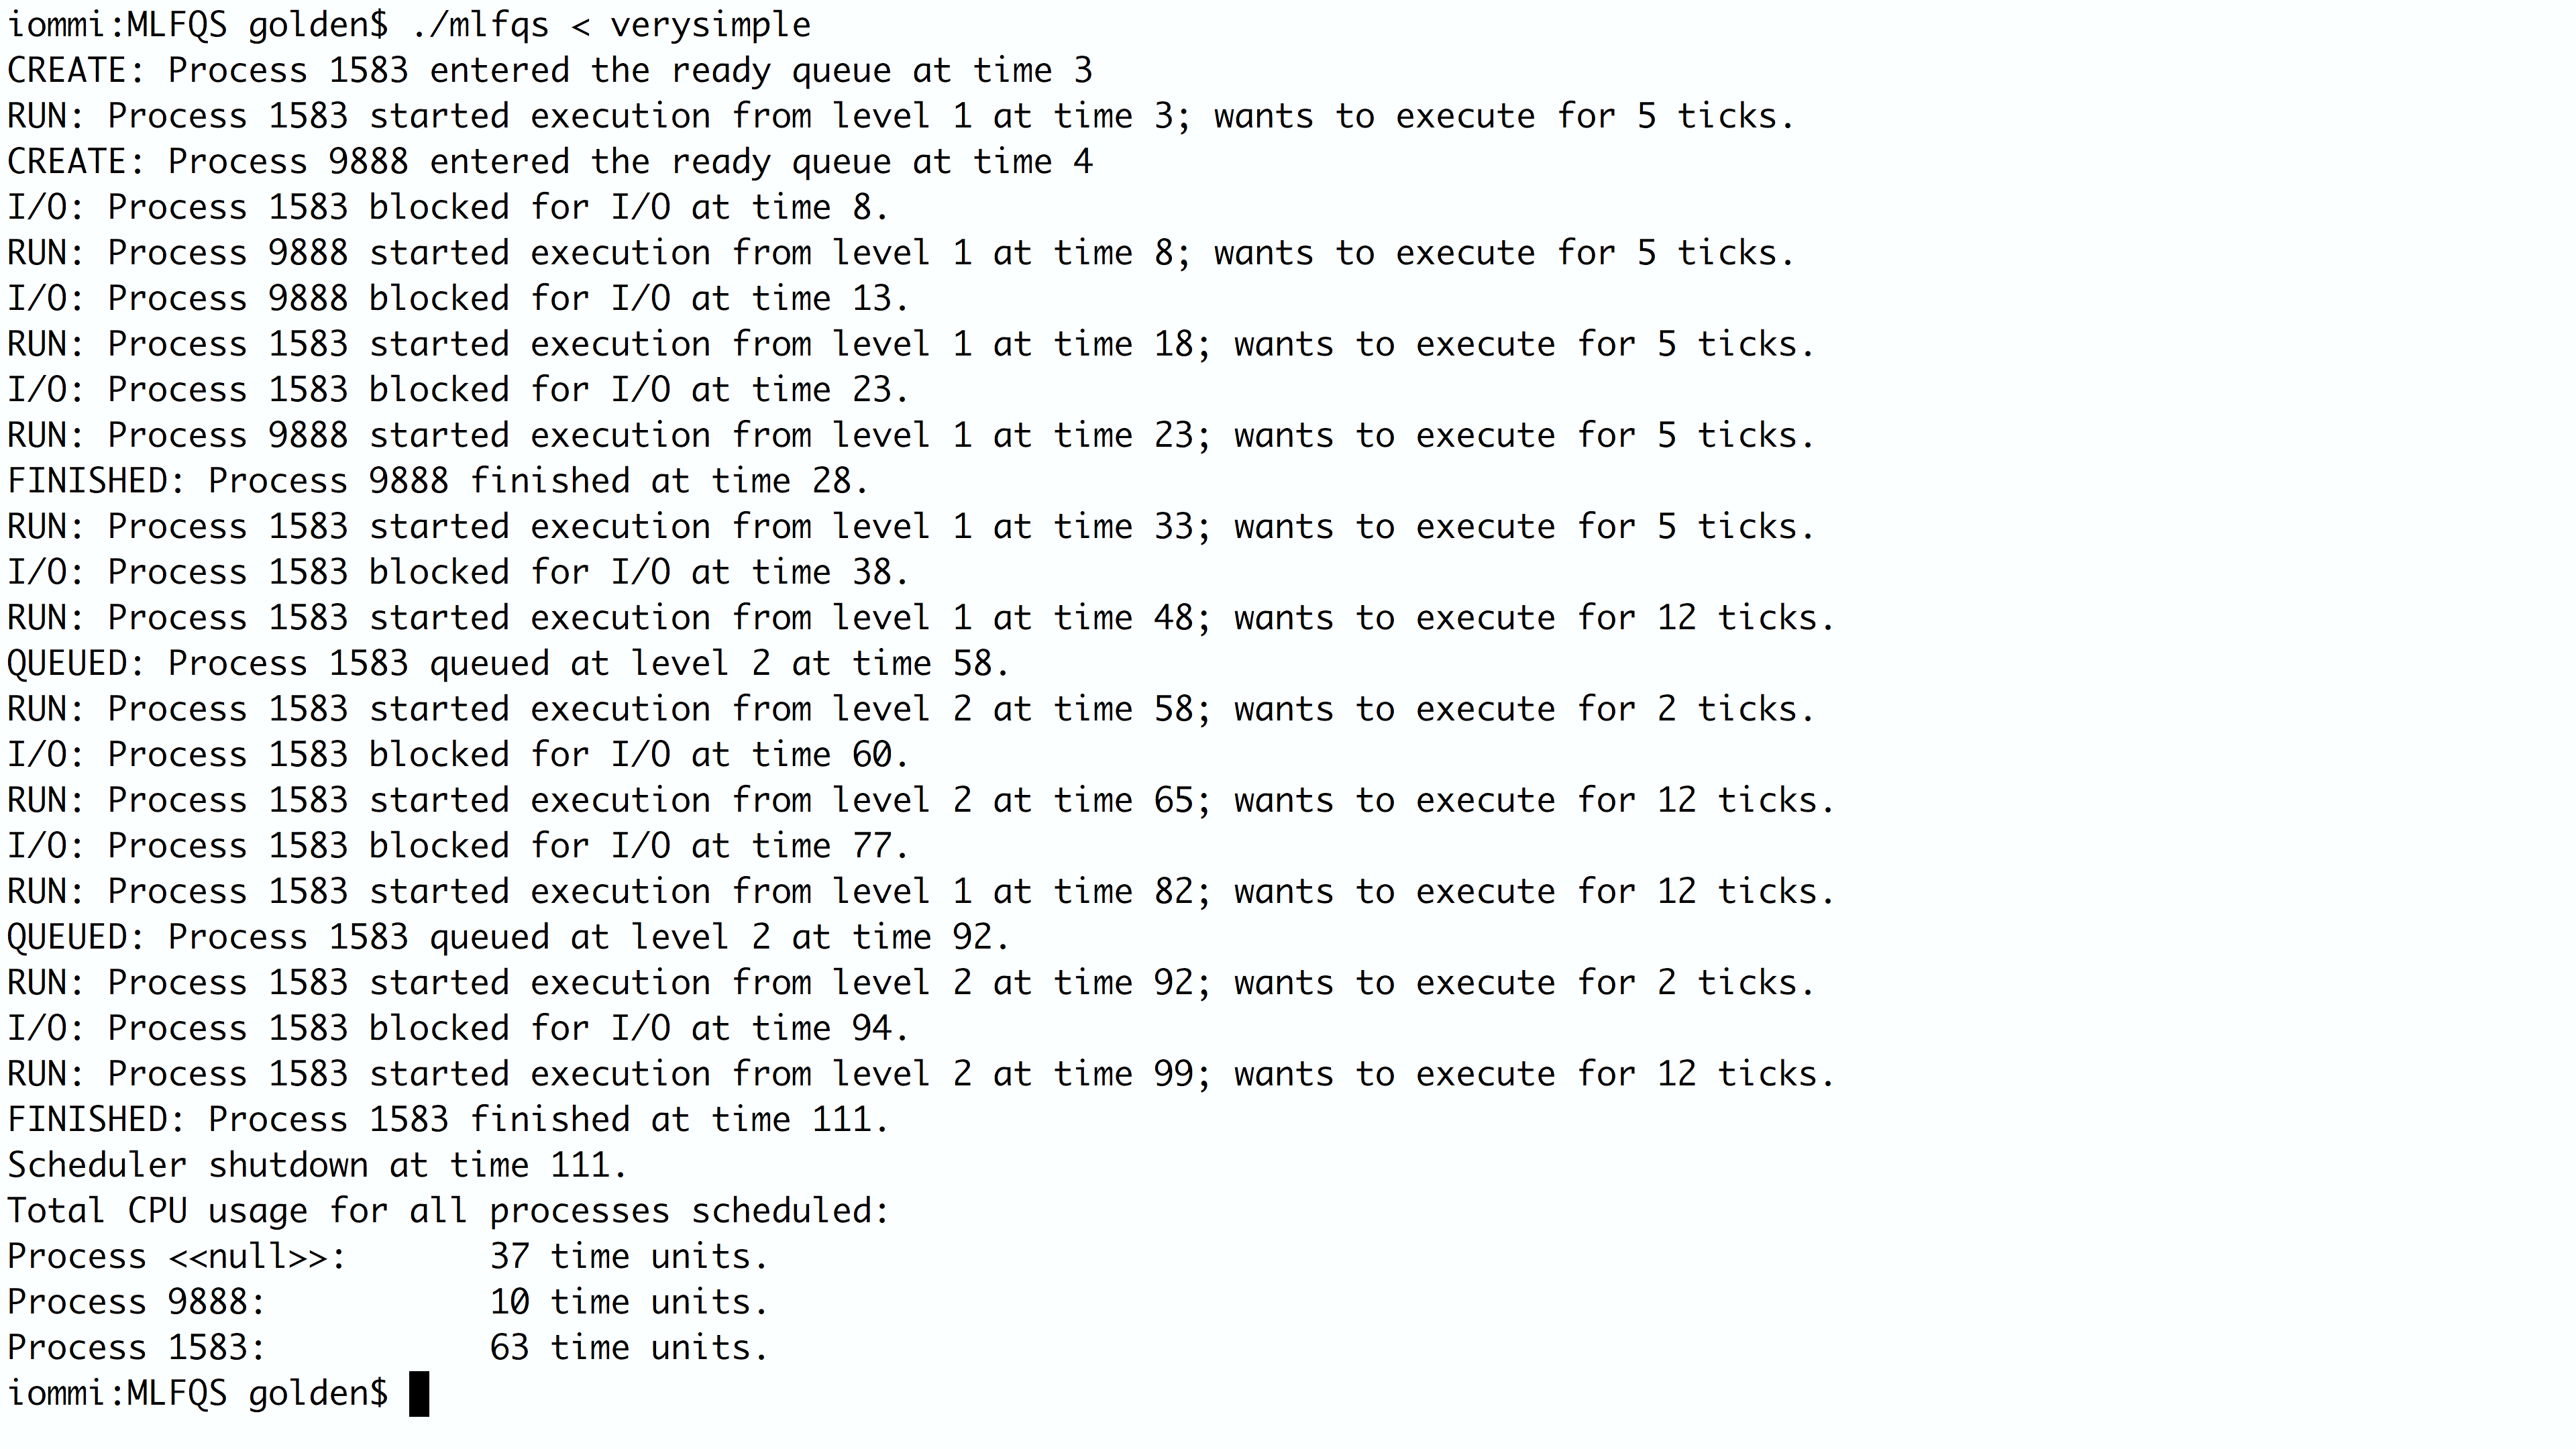 iommi:MLFQS golden$ ./mlfqs < verysimple
CREATE: Process 1583 entered the ready queue at time 3
RUN: Process 1583 started execution from level 1 at time 3; wants to execute for 5 ticks.
CREATE: Process 9888 entered the ready queue at time 4
I/O: Process 1583 blocked for I/O at time 8.
RUN: Process 9888 started execution from level 1 at time 8; wants to execute for 5 ticks.
I/O: Process 9888 blocked for I/O at time 13.
RUN: Process 1583 started execution from level 1 at time 18; wants to execute for 5 ticks.
I/O: Process 1583 blocked for I/O at time 23.
RUN: Process 9888 started execution from level 1 at time 23; wants to execute for 5 ticks.
FINISHED: Process 9888 finished at time 28.
RUN: Process 1583 started execution from level 1 at time 33; wants to execute for 5 ticks.
I/O: Process 1583 blocked for I/O at time 38.
RUN: Process 1583 started execution from level 1 at time 48; wants to execute for 12 ticks.
QUEUED: Process 1583 queued at level 2 at time 58.
RUN: Process 1583 started execution from level 2 at time 58; wants to execute for 2 ticks.
I/O: Process 1583 blocked for I/O at time 60.
RUN: Process 1583 started execution from level 2 at time 65; wants to execute for 12 ticks.
I/O: Process 1583 blocked for I/O at time 77.
RUN: Process 1583 started execution from level 1 at time 82; wants to execute for 12 ticks.
QUEUED: Process 1583 queued at level 2 at time 92.
RUN: Process 1583 started execution from level 2 at time 92; wants to execute for 2 ticks.
I/O: Process 1583 blocked for I/O at time 94.
RUN: Process 1583 started execution from level 2 at time 99; wants to execute for 12 ticks.
FINISHED: Process 1583 finished at time 111.
Scheduler shutdown at time 111.
Total CPU usage for all processes scheduled:
Process <<null>>:       37 time units.
Process 9888:           10 time units.
Process 1583:           63 time units.
iommi:MLFQS golden$